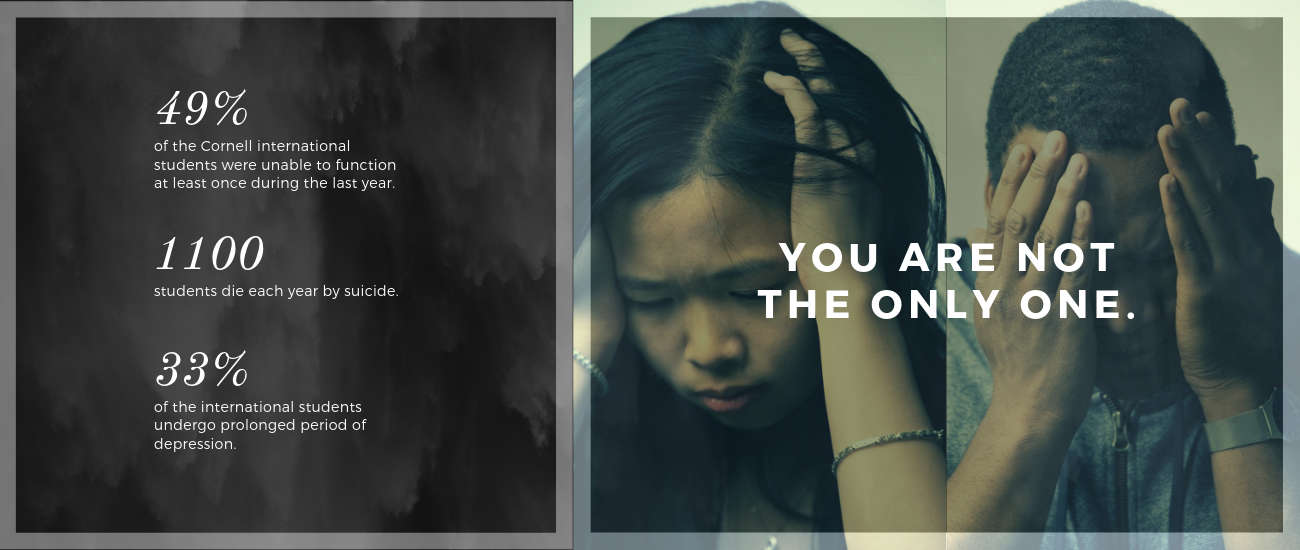 49%
of the Cornell international
students were unable to function
at least once during the last year.
1100
students die each year by suicide.
33%
of the international students
undergo prolonged period of
depression.
YOU ARE NOT
THE ONLY ONE.